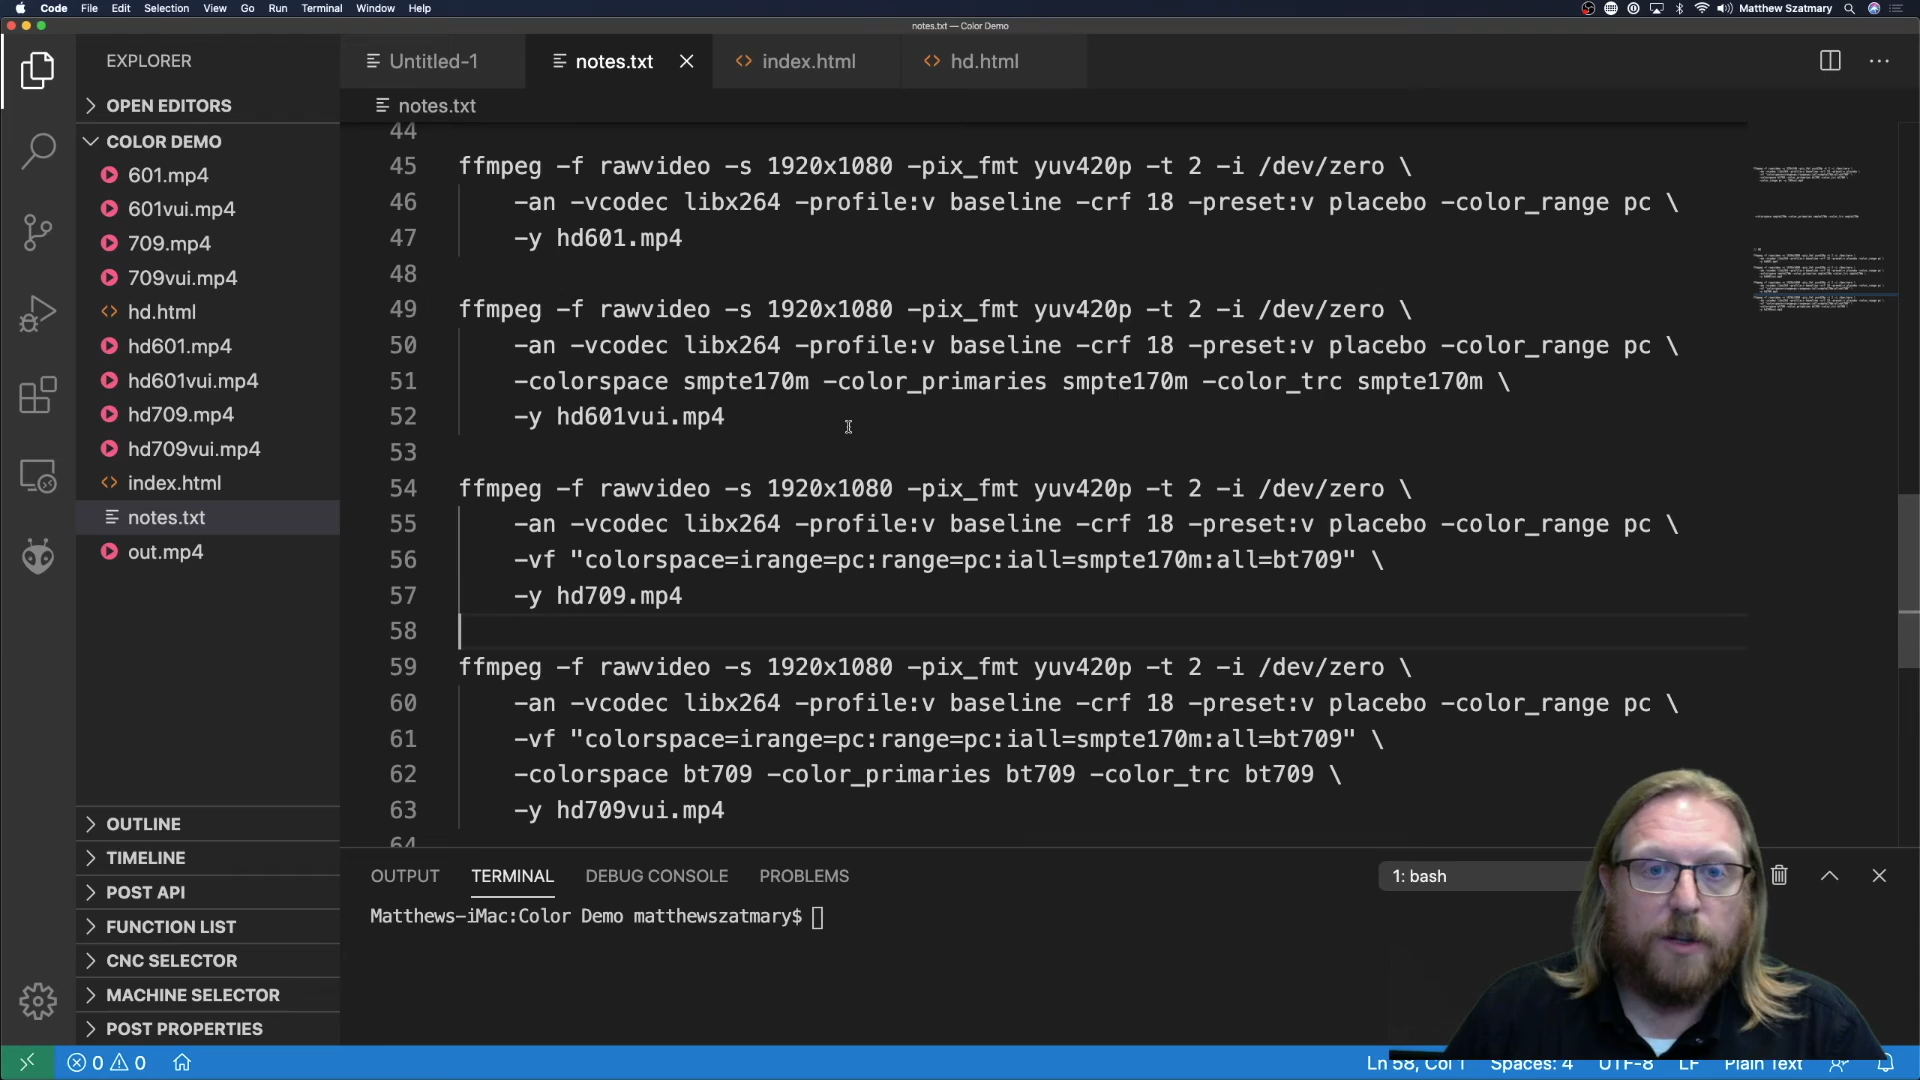 Code File Edit Selection View Go Run Terminal Window Help
Matthew Szatmary
notes.txt — Color Demo
EXPLORER
OPEN EDITORS
COLOR DEMO
601.mp4
601vui.mp4
709.mp4
709vui.mp4
hd.html
hd601.mp4
hd601vui.mp4
hd709.mp4
hd709vui.mp4
index.html
notes.txt
out.mp4
OUTLINE
TIMELINE
POST API
FUNCTION LIST
CNC SELECTOR
MACHINE SELECTOR
POST PROPERTIES
Untitled-1 notes.txt index.html hd.html
notes.txt
44
45 ffmpeg -f rawvideo -s 1920x1080 -pix_fmt yuv420p -t 2 -i /dev/zero \
46 -an -vcodec libx264 -profile:v baseline -crf 18 -preset:v placebo -color_range pc \
47 -y hd601.mp4
48
49 ffmpeg -f rawvideo -s 1920x1080 -pix_fmt yuv420p -t 2 -i /dev/zero \
50 -an -vcodec libx264 -profile:v baseline -crf 18 -preset:v placebo -color_range pc \
51 -colorspace smpte170m -color_primaries smpte170m -color_trc smpte170m \
52 -y hd601vui.mp4
53
54 ffmpeg -f rawvideo -s 1920x1080 -pix_fmt yuv420p -t 2 -i /dev/zero \
55 -an -vcodec libx264 -profile:v baseline -crf 18 -preset:v placebo -color_range pc \
56 -vf "colorspace=irange=pc:range=pc:iall=smpte170m:all=bt709" \
57 -y hd709.mp4
58
59 ffmpeg -f rawvideo -s 1920x1080 -pix_fmt yuv420p -t 2 -i /dev/zero \
60 -an -vcodec libx264 -profile:v baseline -crf 18 -preset:v placebo -color_range pc \
61 -vf "colorspace=irange=pc:range=pc:iall=smpte170m:all=bt709" \
62 -colorspace bt709 -color_primaries bt709 -color_trc bt709 \
63 -y hd709vui.mp4
64
OUTPUT TERMINAL DEBUG CONSOLE PROBLEMS 1: bash
Matthews-iMac:Color Demo matthewszatmary$
0 0 Ln 58, Col 1 Spaces: 4 UTF-8 LF Plain Text